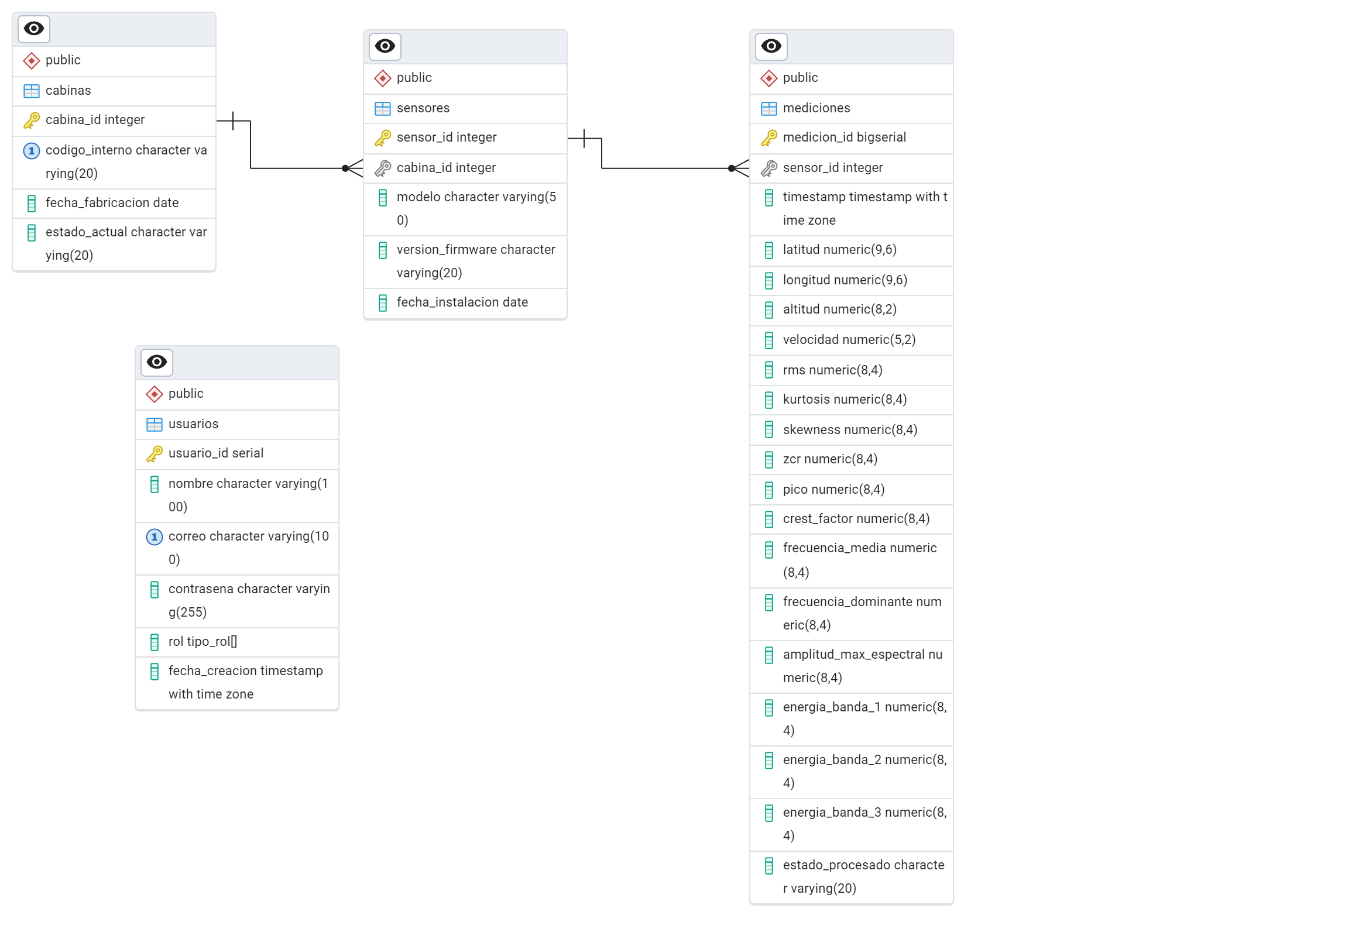 public
cabinas
cabina_id integer
codigo_interno character va
rying(20)
fecha_fabricacion date
estado_actual character var
ying(20)
public
sensores
sensor_id integer
cabina_id integer
modelo character varying(5
0)
version_firmware character
varying(20)
fecha_instalacion date
public
mediciones
medicion_id bigserial
sensor_id integer
timestamp timestamp with t
ime zone
latitud numeric(9,6)
longitud numeric(9,6)
altitud numeric(8,2)
velocidad numeric(5,2)
rms numeric(8,4)
kurtosis numeric(8,4)
skewness numeric(8,4)
zcr numeric(8,4)
pico numeric(8,4)
crest_factor numeric(8,4)
frecuencia_media numeric
(8,4)
frecuencia_dominante num
eric(8,4)
amplitud_max_espectral nu
meric(8,4)
energia_banda_1 numeric(8,
4)
energia_banda_2 numeric(8,
4)
energia_banda_3 numeric(8,
4)
estado_procesado characte
r varying(20)
public
usuarios
usuario_id serial
nombre character varying(1
00)
1
correo character varying(10
0)
contrasena character varyin
g(255)
rol tipo_rol[]
fecha_creacion timestamp
with time zone